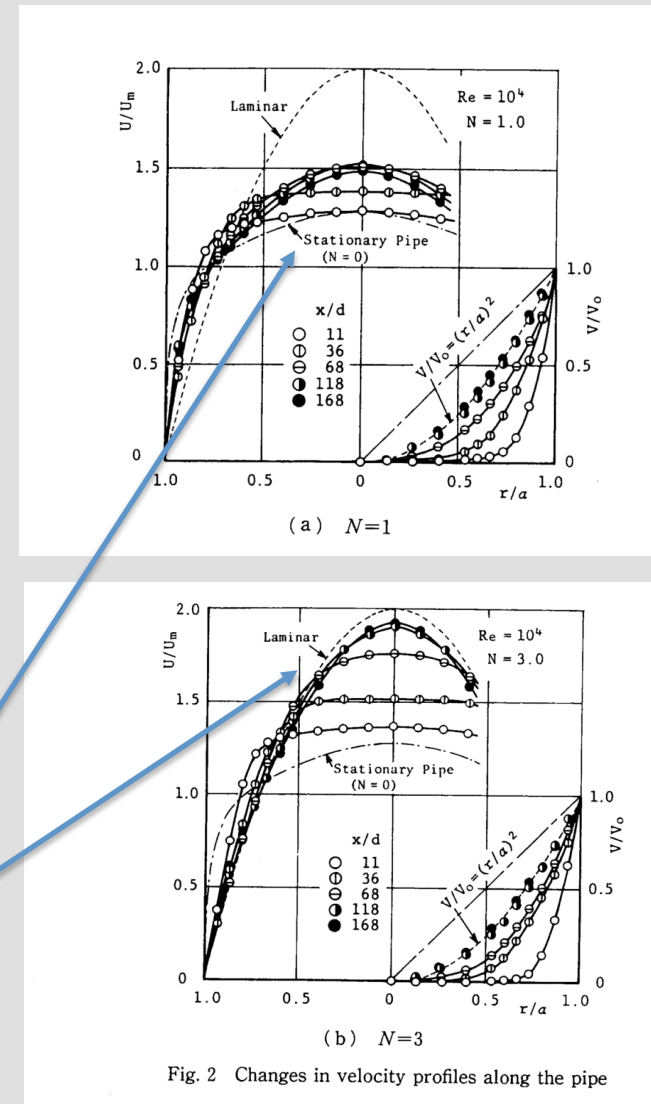 2.0
U/Um
Laminar
Re = 10⁴
N = 1.0
1.5
Stationary Pipe
(N = 0)
1.0
1.0
x/d
11
36
68
118
168
V/V₀=(r/a)²
V/V₀
0.5
0.5
0
0
1.0
0.5
0
0.5
1.0
r/a
(a) N=1
2.0
U/Um
Laminar
Re = 10⁴
N = 3.0
1.5
Stationary Pipe
(N = 0)
1.0
1.0
x/d
11
36
68
118
168
V/V₀=(r/a)²
V/V₀
0.5
0.5
0
0
1.0
0.5
0
0.5
1.0
r/a
(b) N=3
Fig. 2 Changes in velocity profiles along the pipe